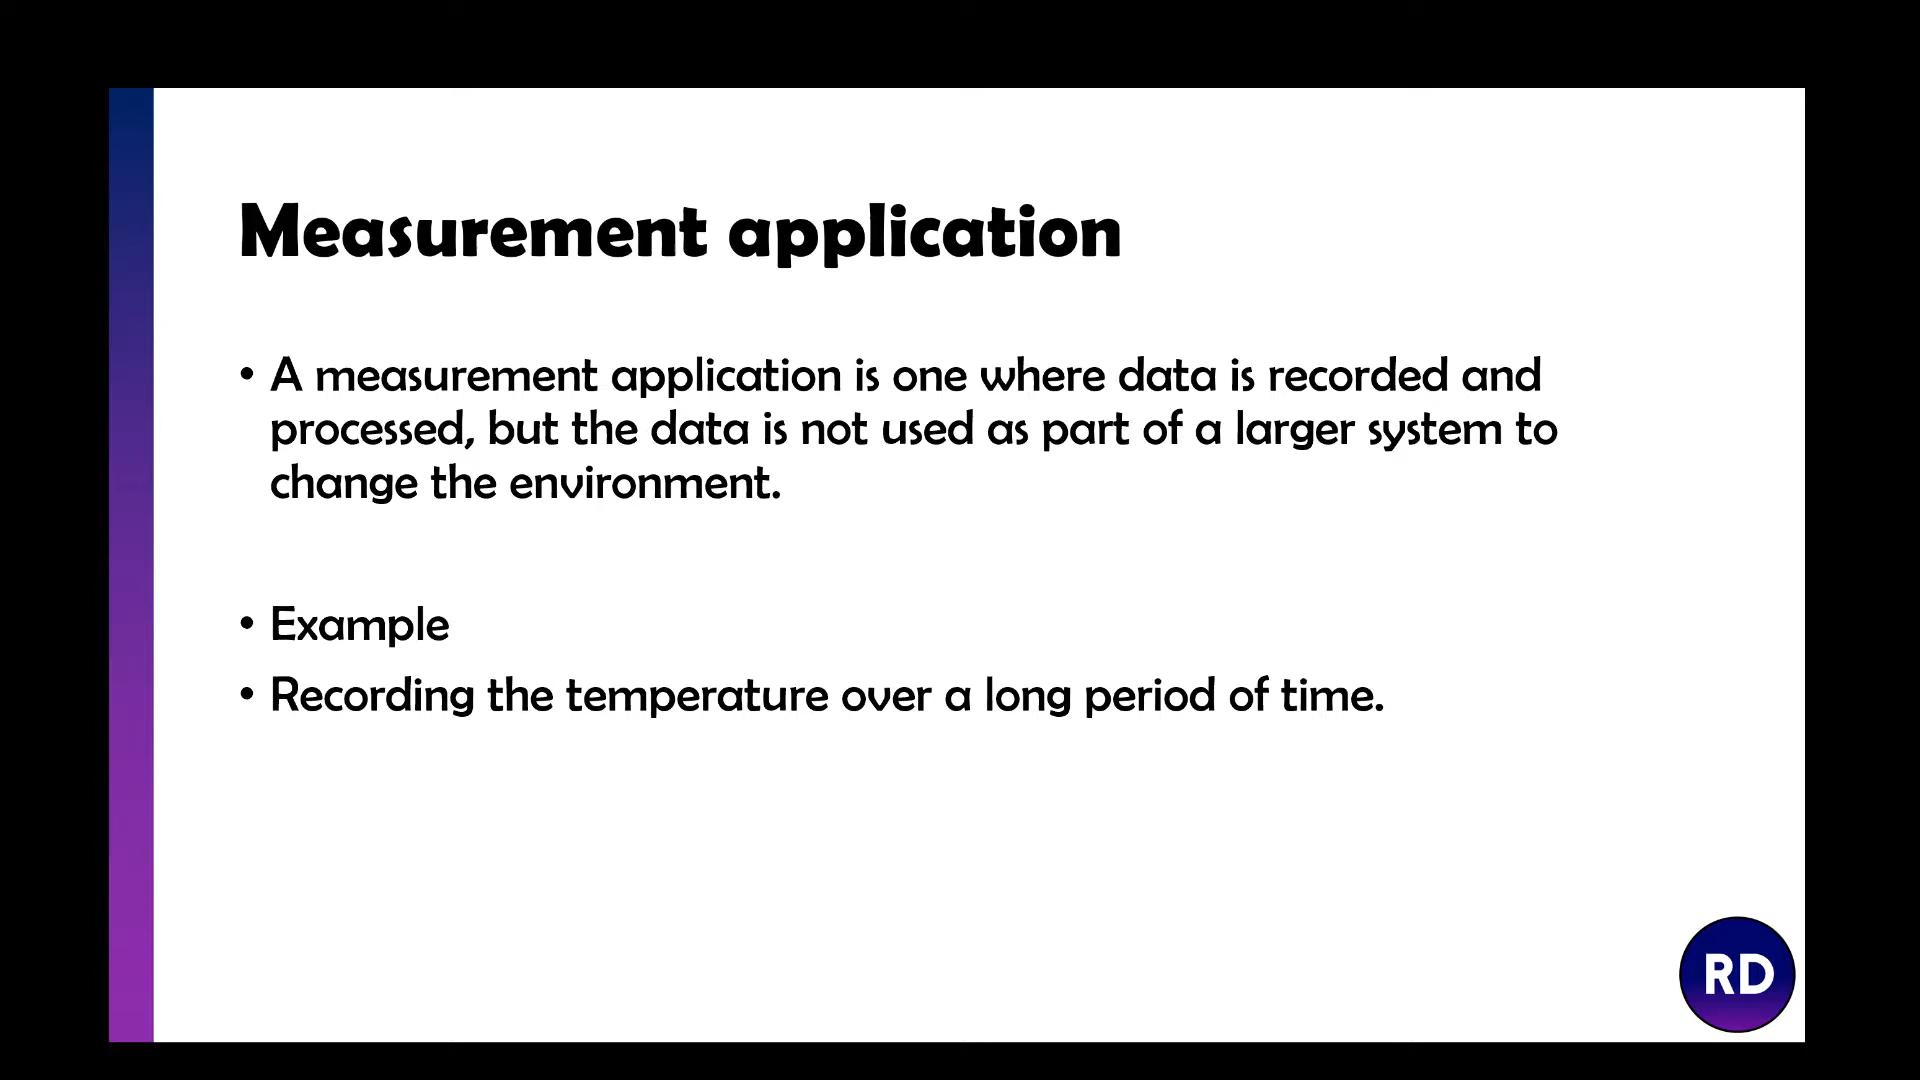 Measurement application
• A measurement application is one where data is recorded and
processed, but the data is not used as part of a larger system to
change the environment.
• Example
• Recording the temperature over a long period of time.
RD